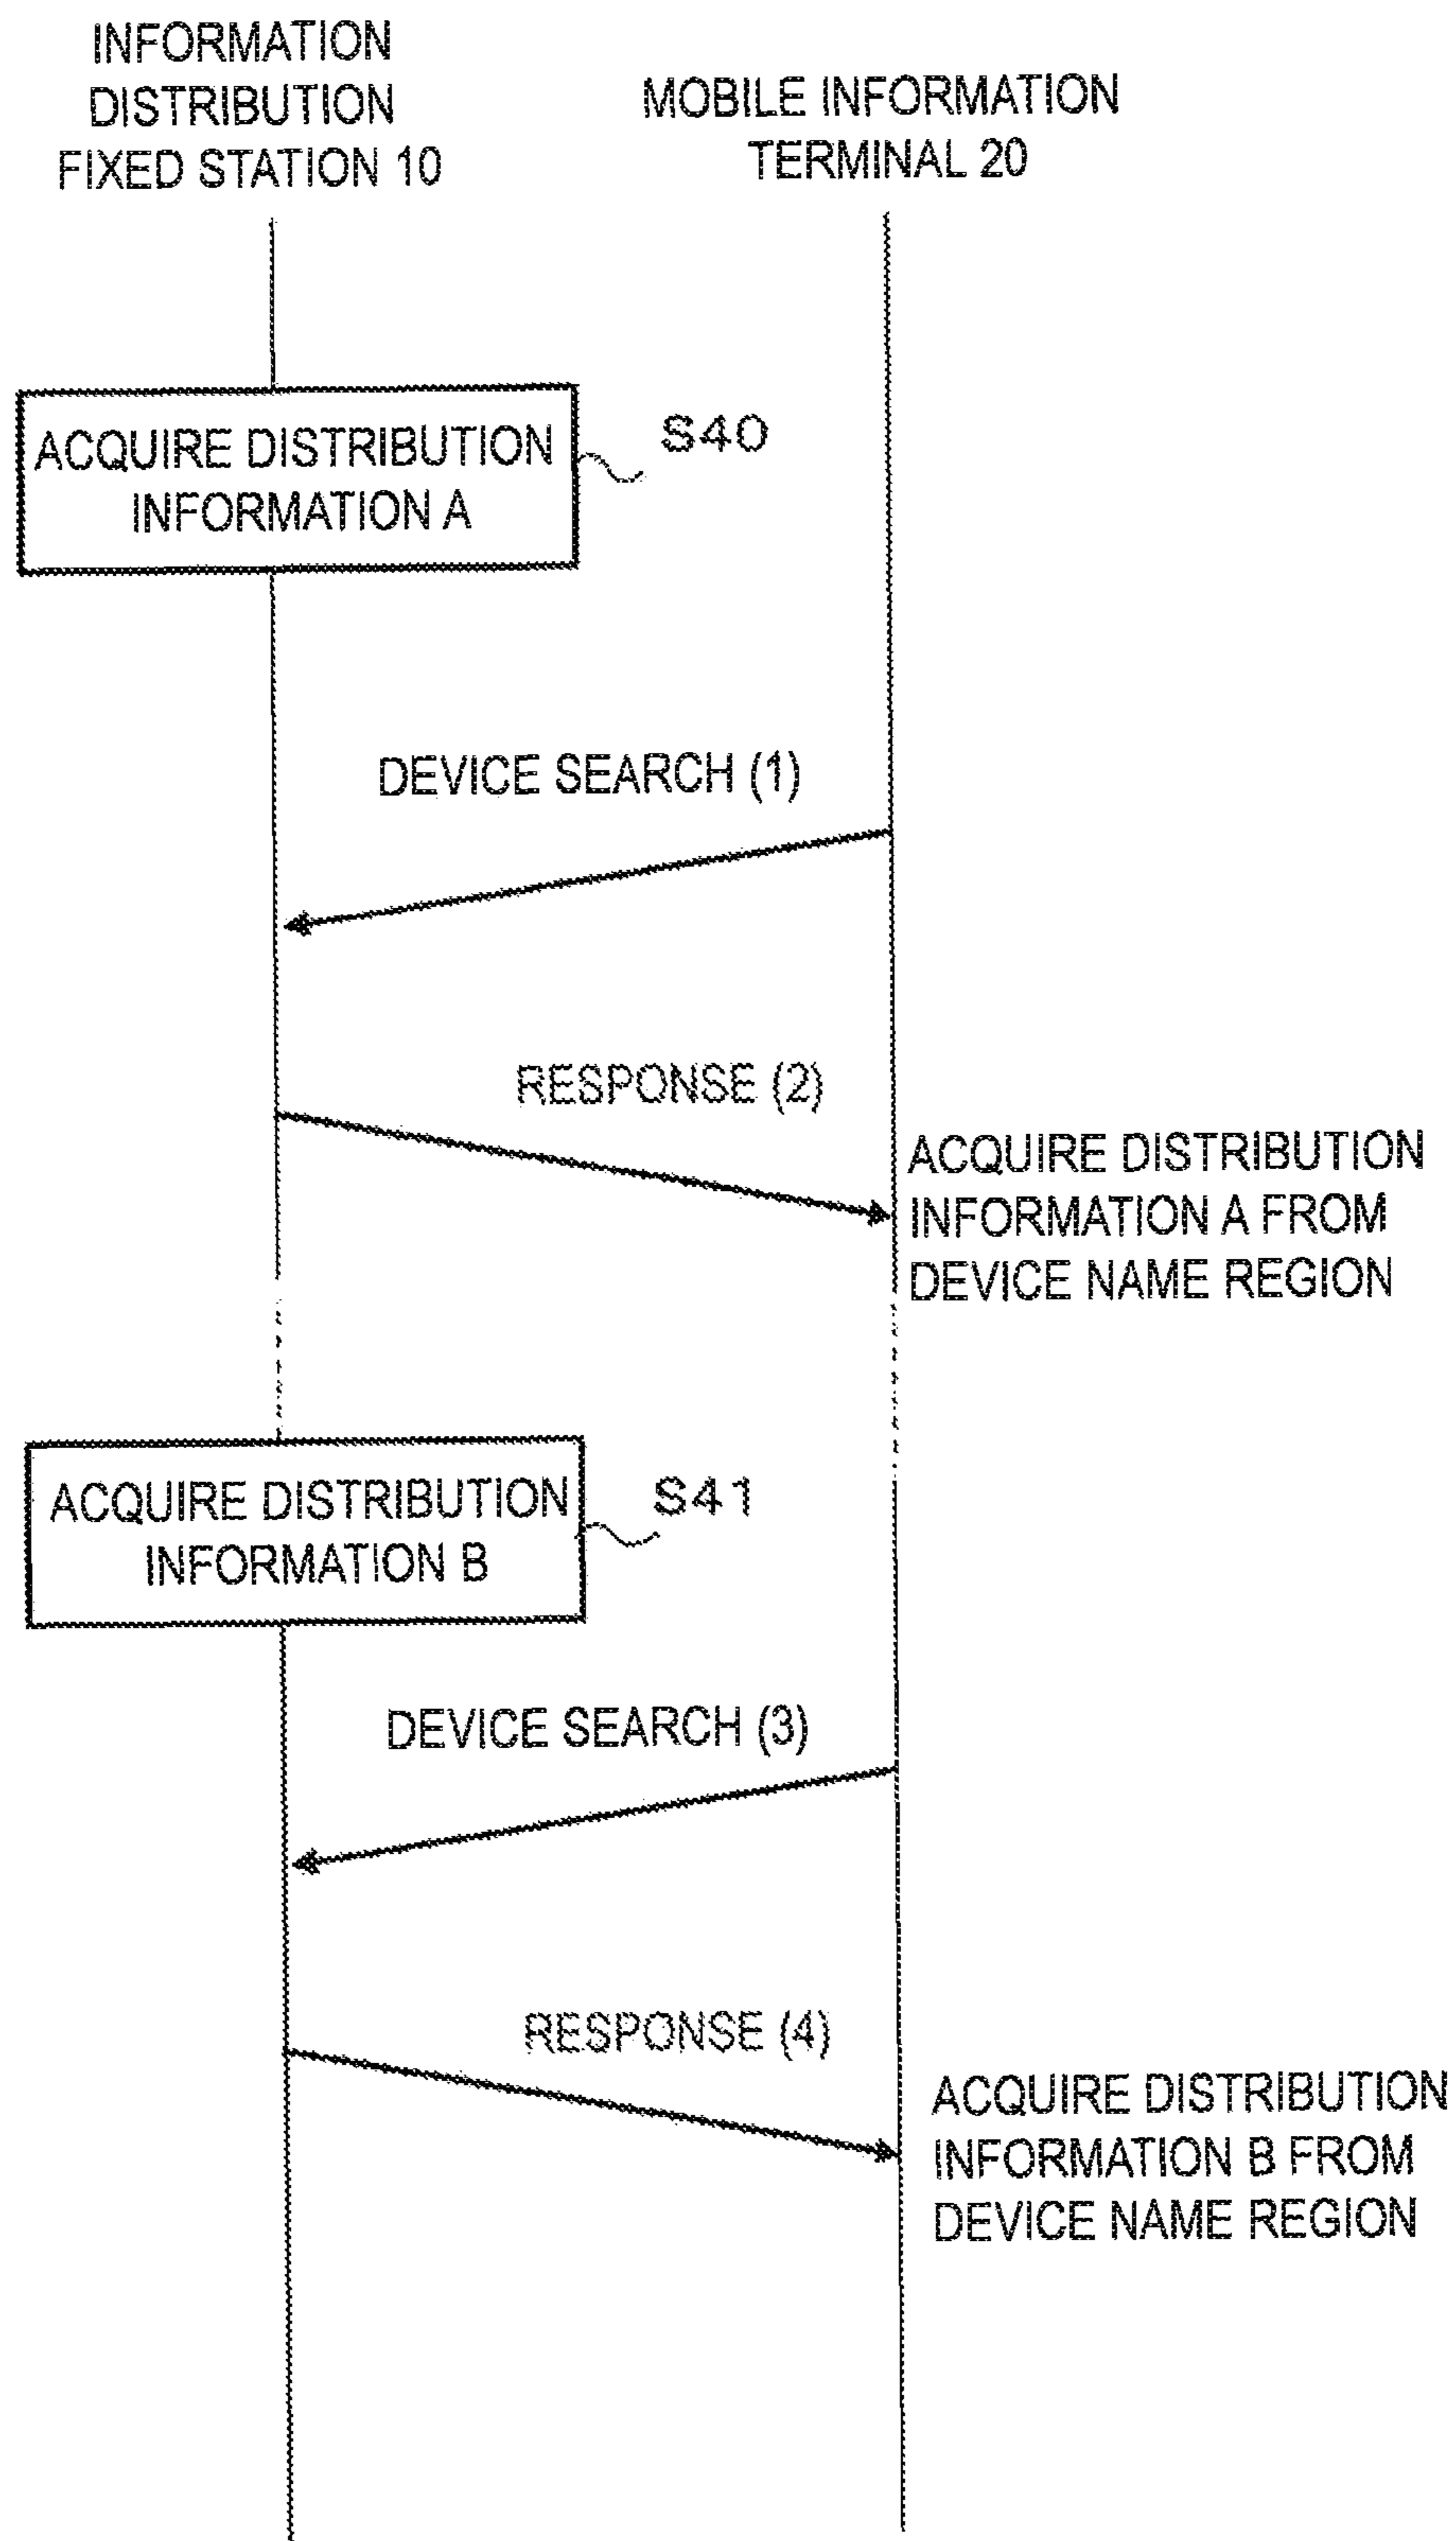 INFORMATION
DISTRIBUTION
FIXED STATION 10
MOBILE INFORMATION
TERMINAL 20
ACQUIRE DISTRIBUTION
INFORMATION A
S40
DEVICE SEARCH (1)
RESPONSE (2)
ACQUIRE DISTRIBUTION
INFORMATION A FROM
DEVICE NAME REGION
ACQUIRE DISTRIBUTION
INFORMATION B
S41
DEVICE SEARCH (3)
RESPONSE (4)
ACQUIRE DISTRIBUTION
INFORMATION B FROM
DEVICE NAME REGION